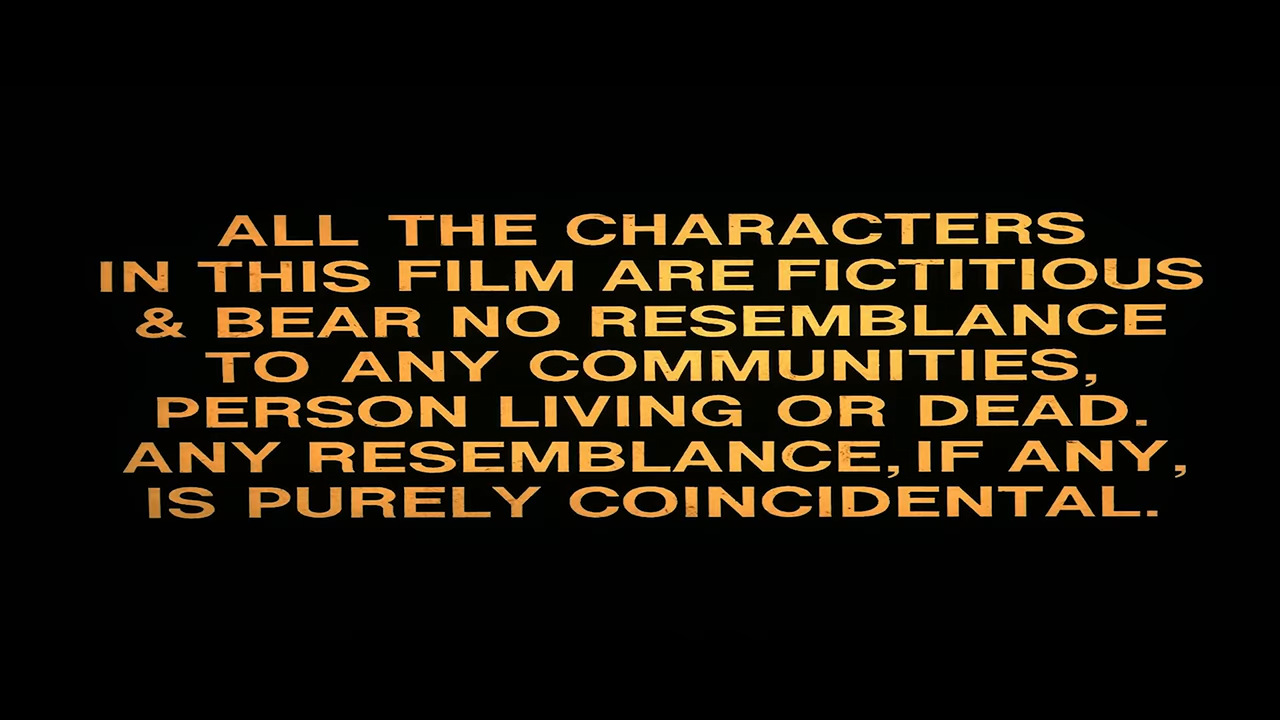 ALL THE CHARACTERS
IN THIS FILM ARE FICTITIOUS
& BEAR NO RESEMBLANCE
TO ANY COMMUNITIES,
PERSON LIVING OR DEAD.
ANY RESEMBLANCE, IF ANY,
IS PURELY COINCIDENTAL.